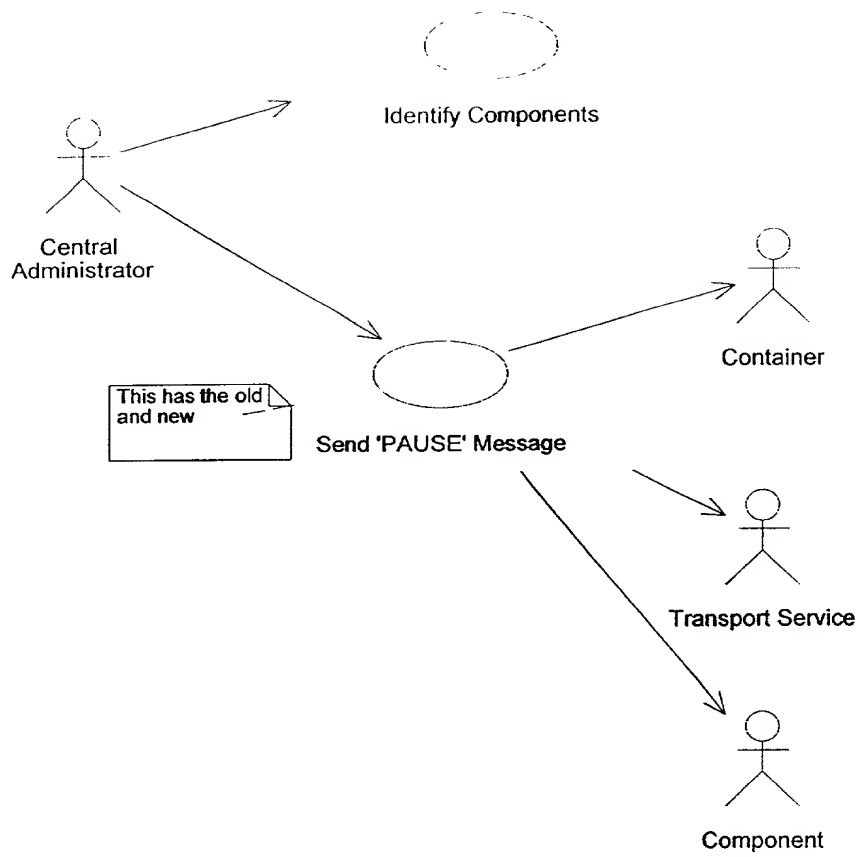 Identify Components
Central
Administrator
Container
This has the old
and new
Send 'PAUSE' Message
Transport Service
Component